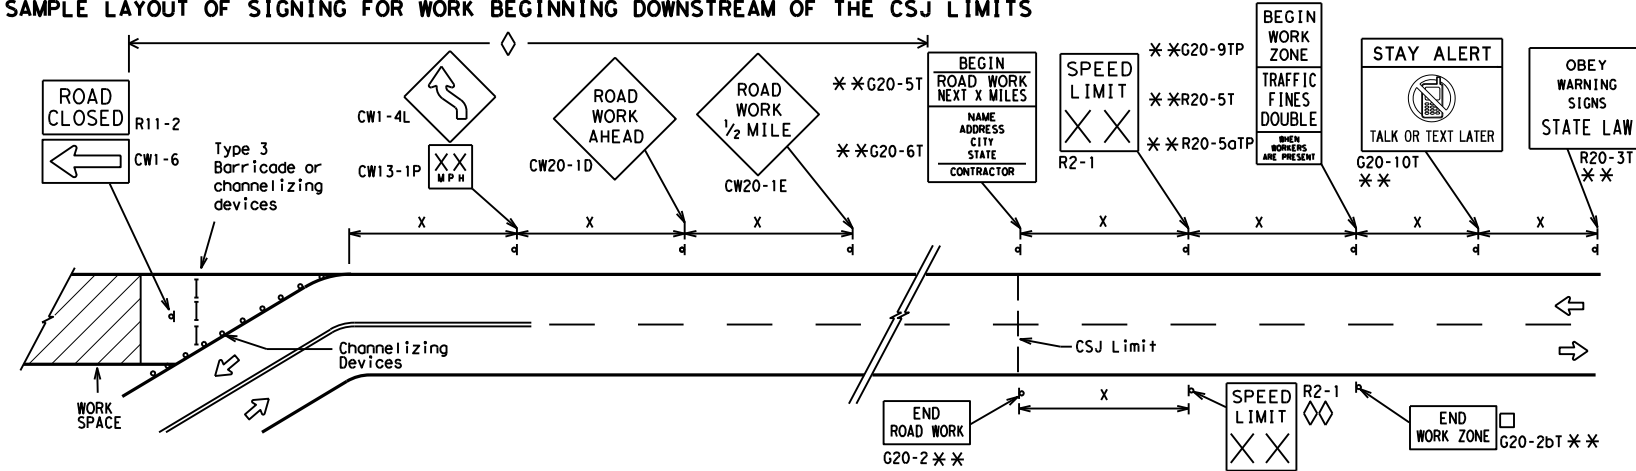 SAMPLE LAYOUT OF SIGNING FOR WORK BEGINNING DOWNSTREAM OF THE CSJ LIMITS
ROAD
CLOSED
R11-2
CW1-6
Type 3
Barricade or
channelizing
devices
CW1-4L
CW13-1P
XX
MPH
ROAD
WORK
AHEAD
CW20-1D
ROAD
WORK
1/2 MILE
CW20-1E
**G20-5T
**G20-6T
BEGIN
ROAD WORK
NEXT X MILES
NAME
ADDRESS
CITY
STATE
CONTRACTOR
SPEED
LIMIT
XX
R2-1
**G20-9TP
**R20-5T
**R20-5aTP
BEGIN
WORK
ZONE
TRAFFIC
FINES
DOUBLE
WHEN
WORKERS
ARE PRESENT
STAY ALERT
TALK OR TEXT LATER
G20-10T
**
OBEY
WARNING
SIGNS
STATE LAW
R20-3T
**
X
X
X
X
X
X
X
Channelizing
Devices
WORK
SPACE
CSJ Limit
X
END
ROAD WORK
G20-2**
SPEED
LIMIT
XX
R2-1
END
WORK ZONE
G20-2bT **